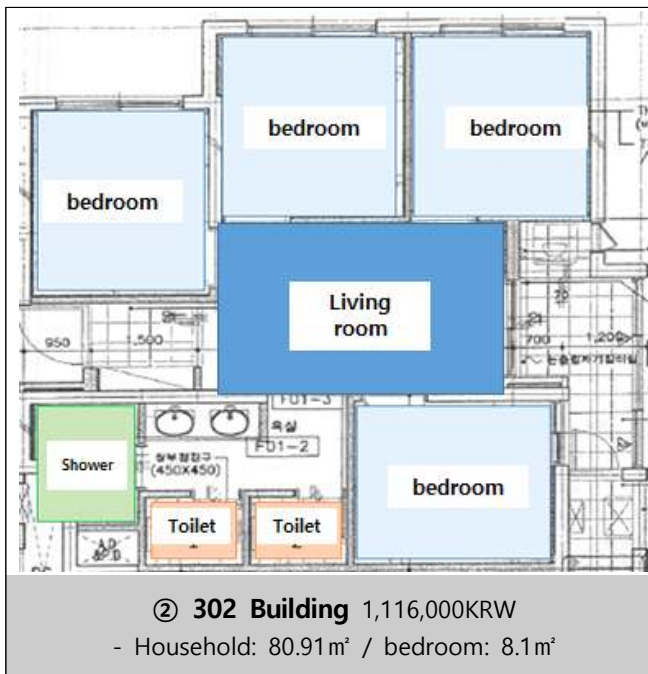 bedroom
bedroom
bedroom
Living
room
950
1,500
700
1,200
F01-3
욕실
F01-2
Shower
(450X450)
bedroom
Toilet
Toilet
② 302 Building 1,116,000KRW
- Household: 80.91㎡ / bedroom: 8.1㎡